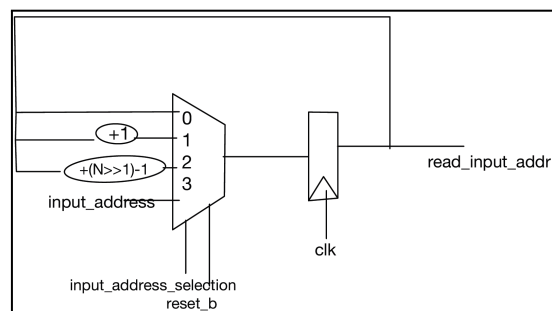 0
+1
1
+(N>>1)-1
2
3
input_address
read_input_addr
clk
input_address_selection
reset_b